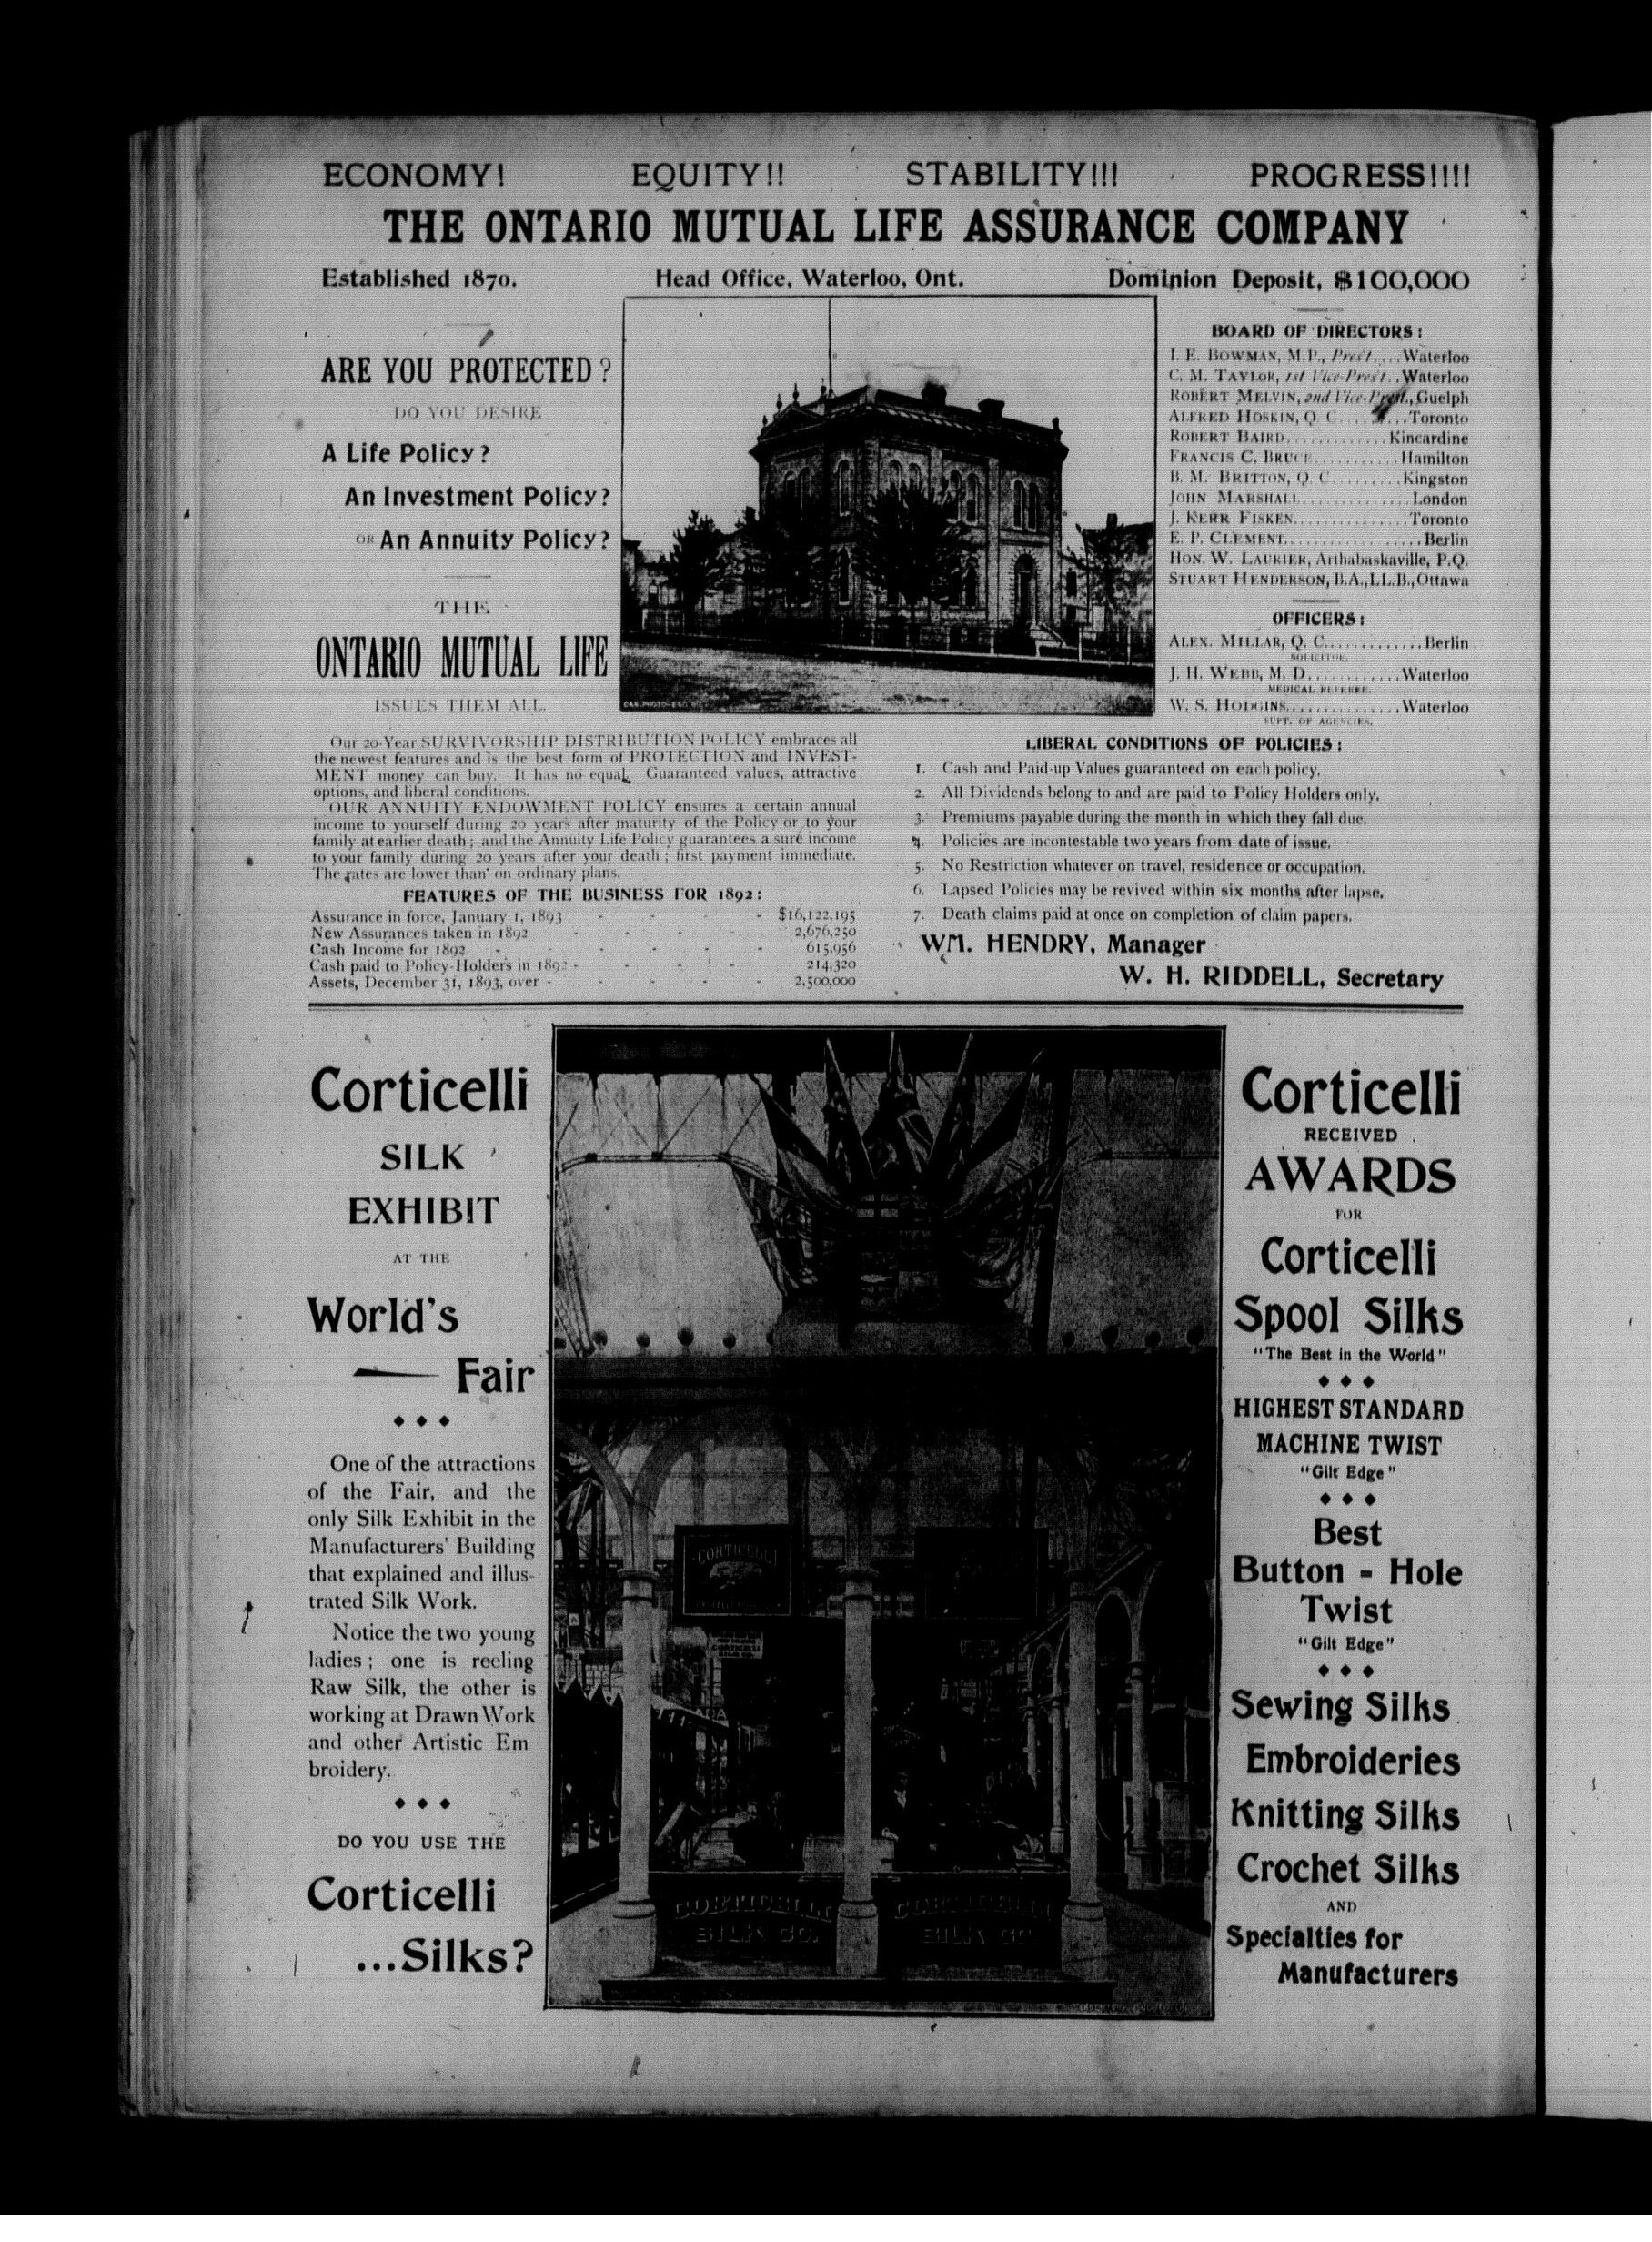 ECONOMY! EQUITY!! STABILITY!!! PROGRESS!!!!
THE ONTARIO MUTUAL LIFE ASSURANCE COMPANY
Established 1870. Head Office, Waterloo, Ont. Dominion Deposit, $100,000
ARE YOU PROTECTED?
DO YOU DESIRE
A Life Policy?
An Investment Policy?
OR An Annuity Policy?
THE
ONTARIO MUTUAL LIFE
ISSUES THEM ALL.
BOARD OF DIRECTORS:
I. E. BOWMAN, M.P., Pres't.....Waterloo
C. M. TAYLOR, 1st Vice-Pres't..Waterloo
ROBERT MELVIN, 2nd Vice-Prest., Guelph
ALFRED HOSKIN, Q. C.........Toronto
ROBERT BAIRD............Kincardine
FRANCIS C. BRUCE...........Hamilton
B. M. BRITTON, Q. C.........Kingston
JOHN MARSHALL..............London
J. KERR FISKEN...............Toronto
E. P. CLEMENT..................Berlin
HON. W. LAURIER, Arthabaskaville, P.Q.
STUART HENDERSON, B.A., LL.B., Ottawa
OFFICERS:
ALEX. MILLAR, Q. C.............Berlin
SOLICITOR.
J. H. WEBB, M. D............Waterloo
MEDICAL REFEREE.
W. S. HODGINS..............Waterloo
SUPT. OF AGENCIES.
Our 20-Year SURVIVORSHIP DISTRIBUTION POLICY embraces all
the newest features and is the best form of PROTECTION and INVEST-
MENT money can buy. It has no equal. Guaranteed values, attractive
options, and liberal conditions.
OUR ANNUITY ENDOWMENT POLICY ensures a certain annual
income to yourself during 20 years after maturity of the Policy or to your
family at earlier death; and the Annuity Life Policy guarantees a sure income
to your family during 20 years after your death; first payment immediate.
The rates are lower than on ordinary plans.
FEATURES OF THE BUSINESS FOR 1892:
Assurance in force, January 1, 1893 - - - - $16,122,195
New Assurances taken in 1892 - - - - 2,676,250
Cash Income for 1892 - - - - - - 615,956
Cash paid to Policy-Holders in 1892 - - - - 214,320
Assets, December 31, 1893, over - - - - - 2,500,000
LIBERAL CONDITIONS OF POLICIES:
1. Cash and Paid-up Values guaranteed on each policy.
2. All Dividends belong to and are paid to Policy Holders only.
3. Premiums payable during the month in which they fall due.
4. Policies are incontestable two years from date of issue.
5. No Restriction whatever on travel, residence or occupation.
6. Lapsed Policies may be revived within six months after lapse.
7. Death claims paid at once on completion of claim papers.
WM. HENDRY, Manager
W. H. RIDDELL, Secretary
Corticelli
SILK
EXHIBIT
AT THE
World's
Fair
One of the attractions
of the Fair, and the
only Silk Exhibit in the
Manufacturers' Building
that explained and illus-
trated Silk Work.
Notice the two young
ladies; one is reeling
Raw Silk, the other is
working at Drawn Work
and other Artistic Em
broidery.
DO YOU USE THE
Corticelli
...Silks?
CORTICELLI
CORTICELLI
CORTICELLI
SILK CO.
CORTICELLI
SILK CO
Corticelli
RECEIVED
AWARDS
FOR
Corticelli
Spool Silks
"The Best in the World"
HIGHEST STANDARD
MACHINE TWIST
"Gilt Edge"
Best
Button - Hole
Twist
"Gilt Edge"
Sewing Silks
Embroideries
Knitting Silks
Crochet Silks
AND
Specialties for
Manufacturers